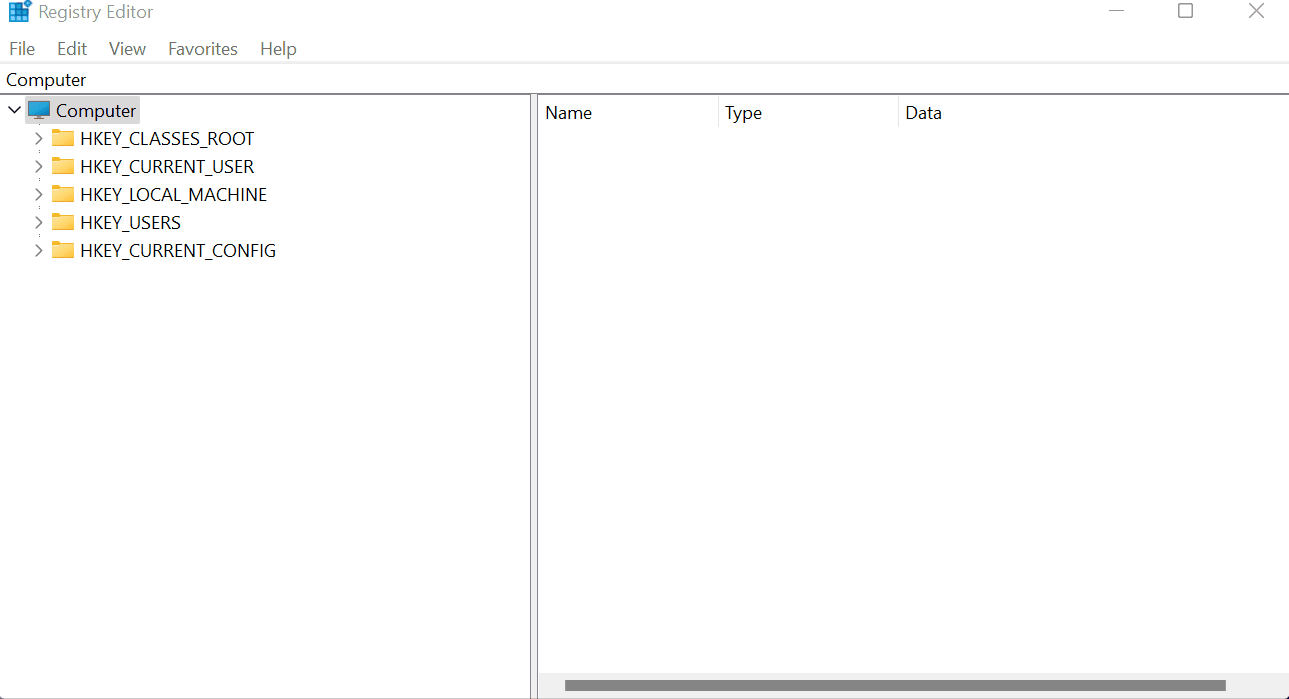 Registry Editor
File Edit View Favorites Help
Computer
Computer
HKEY_CLASSES_ROOT
HKEY_CURRENT_USER
HKEY_LOCAL_MACHINE
HKEY_USERS
HKEY_CURRENT_CONFIG
Name Type Data